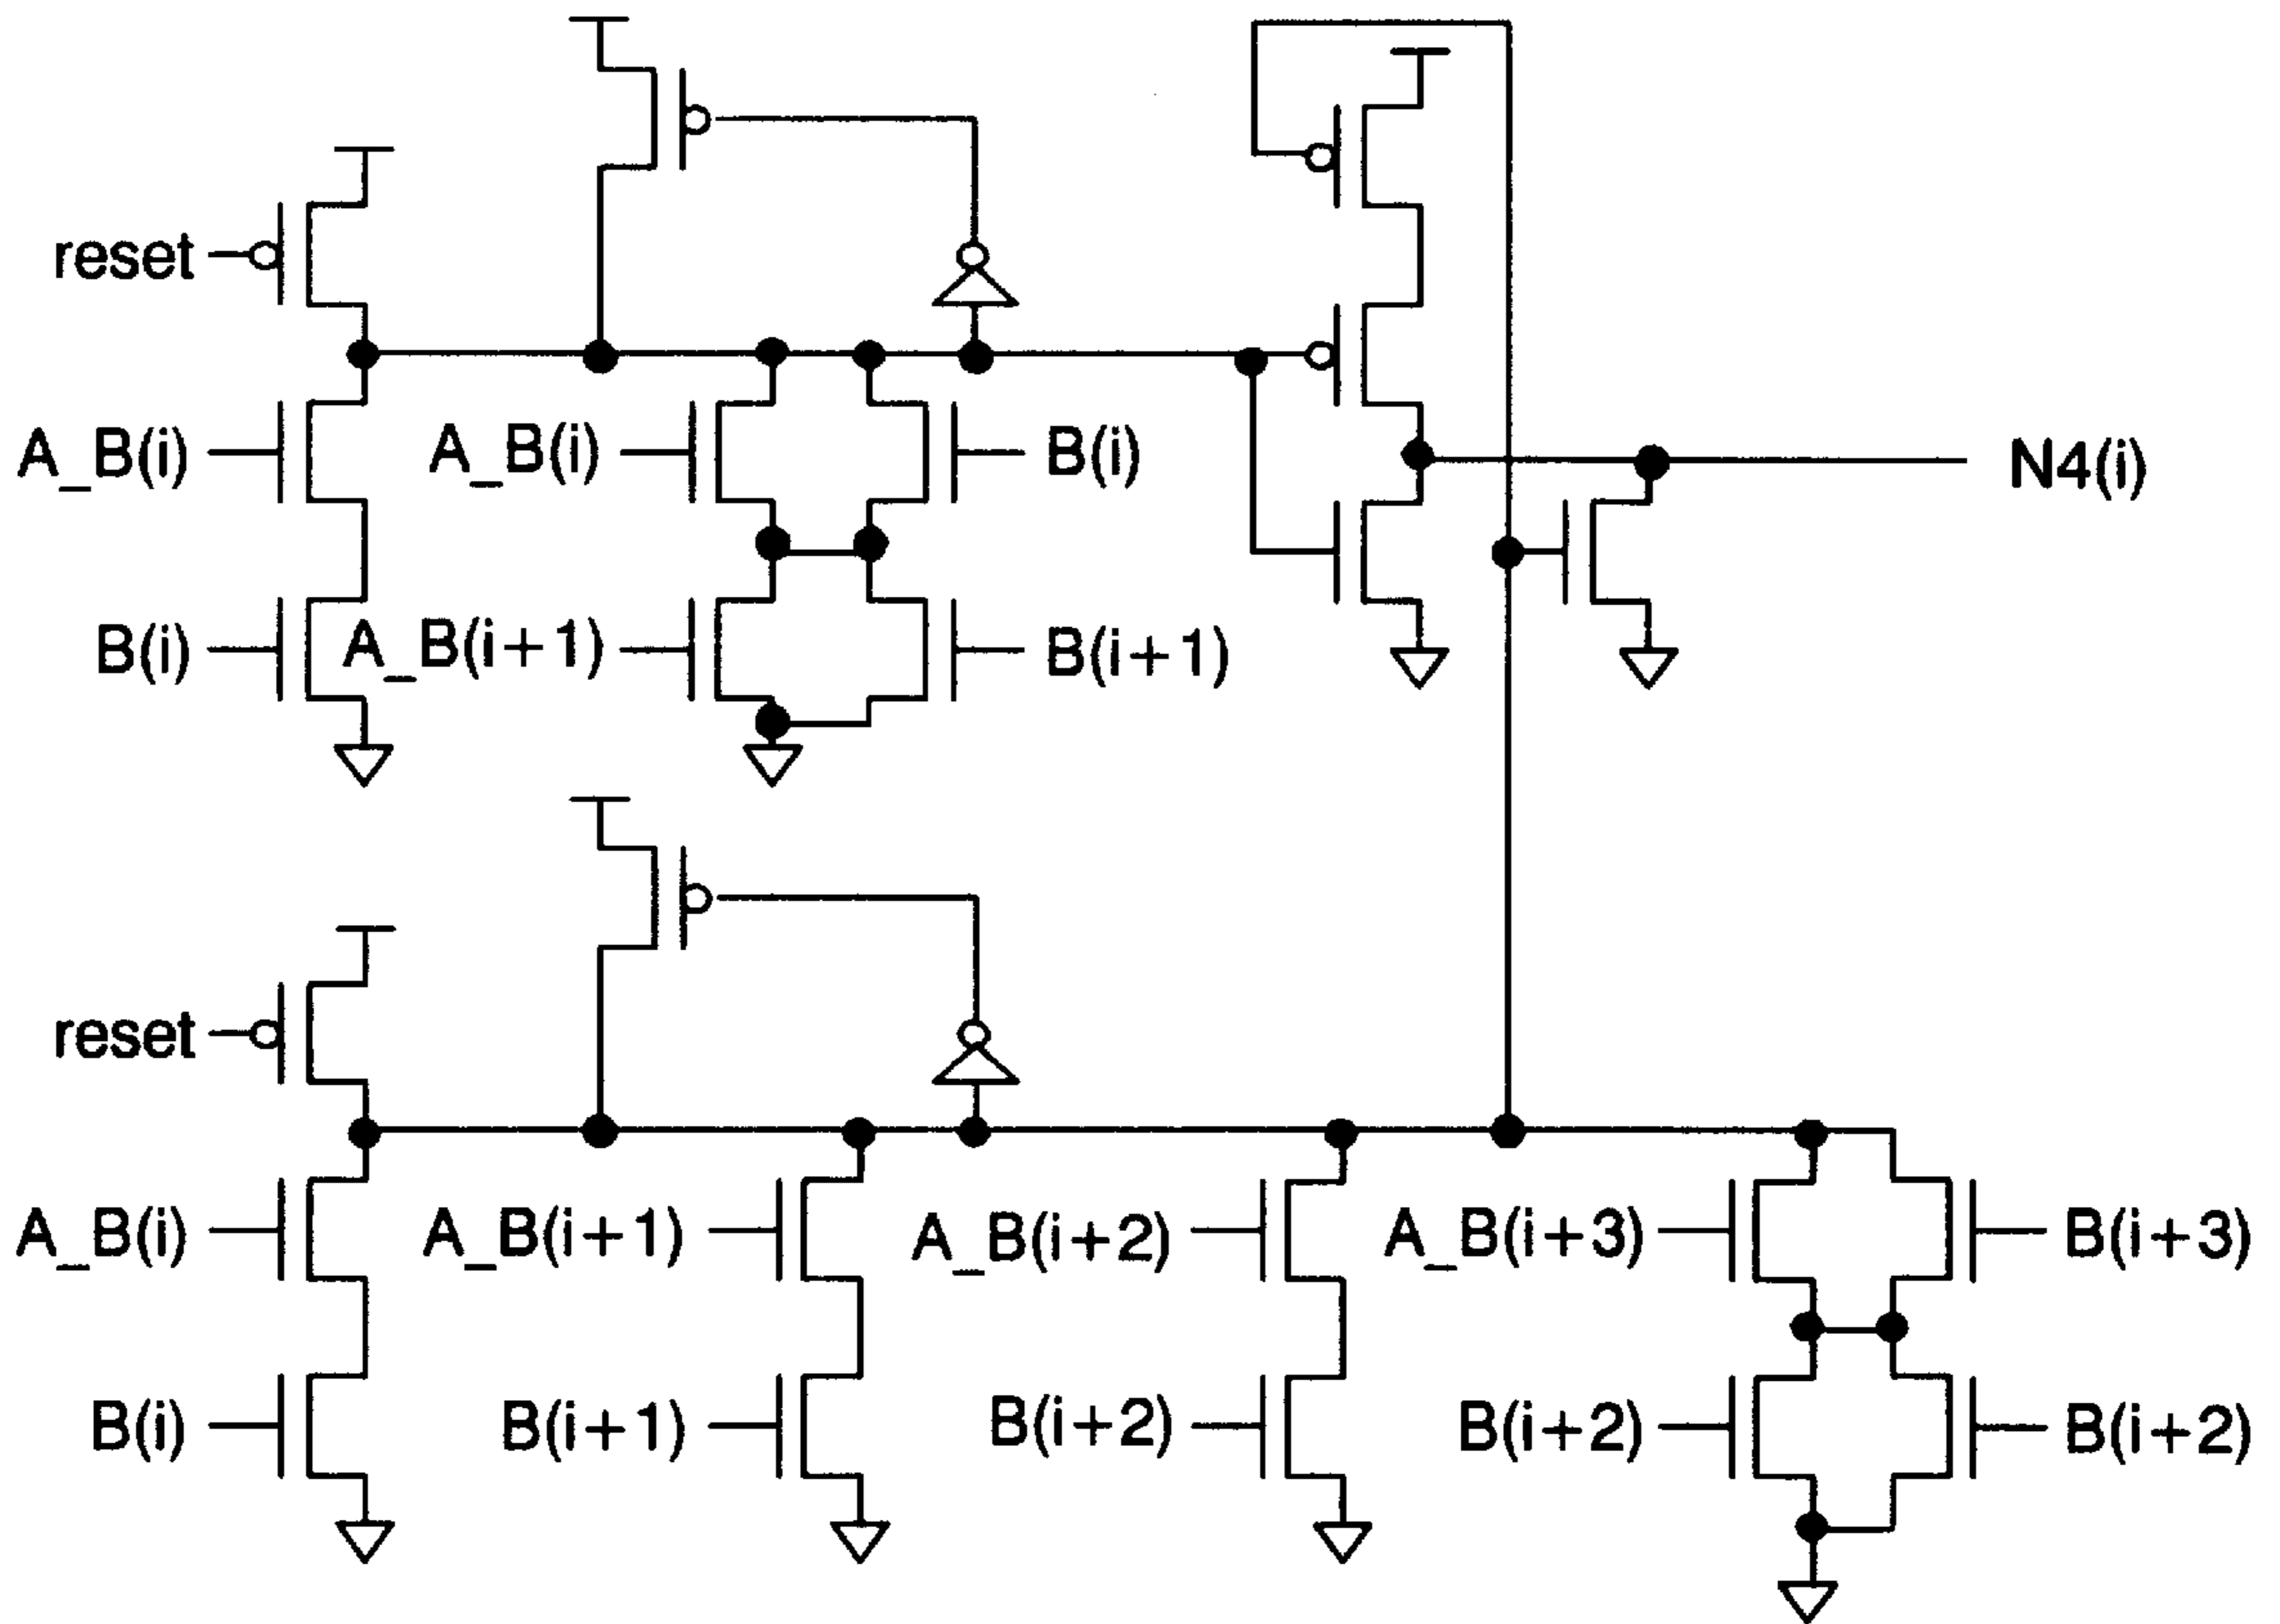 reset
A_B(i)
A_B(i)
B(i)
N4(i)
B(i)
A_B(i+1)
B(i+1)
reset
A_B(i)
A_B(i+1)
A_B(i+2)
A_B(i+3)
B(i+3)
B(i)
B(i+1)
B(i+2)
B(i+2)
B(i+2)